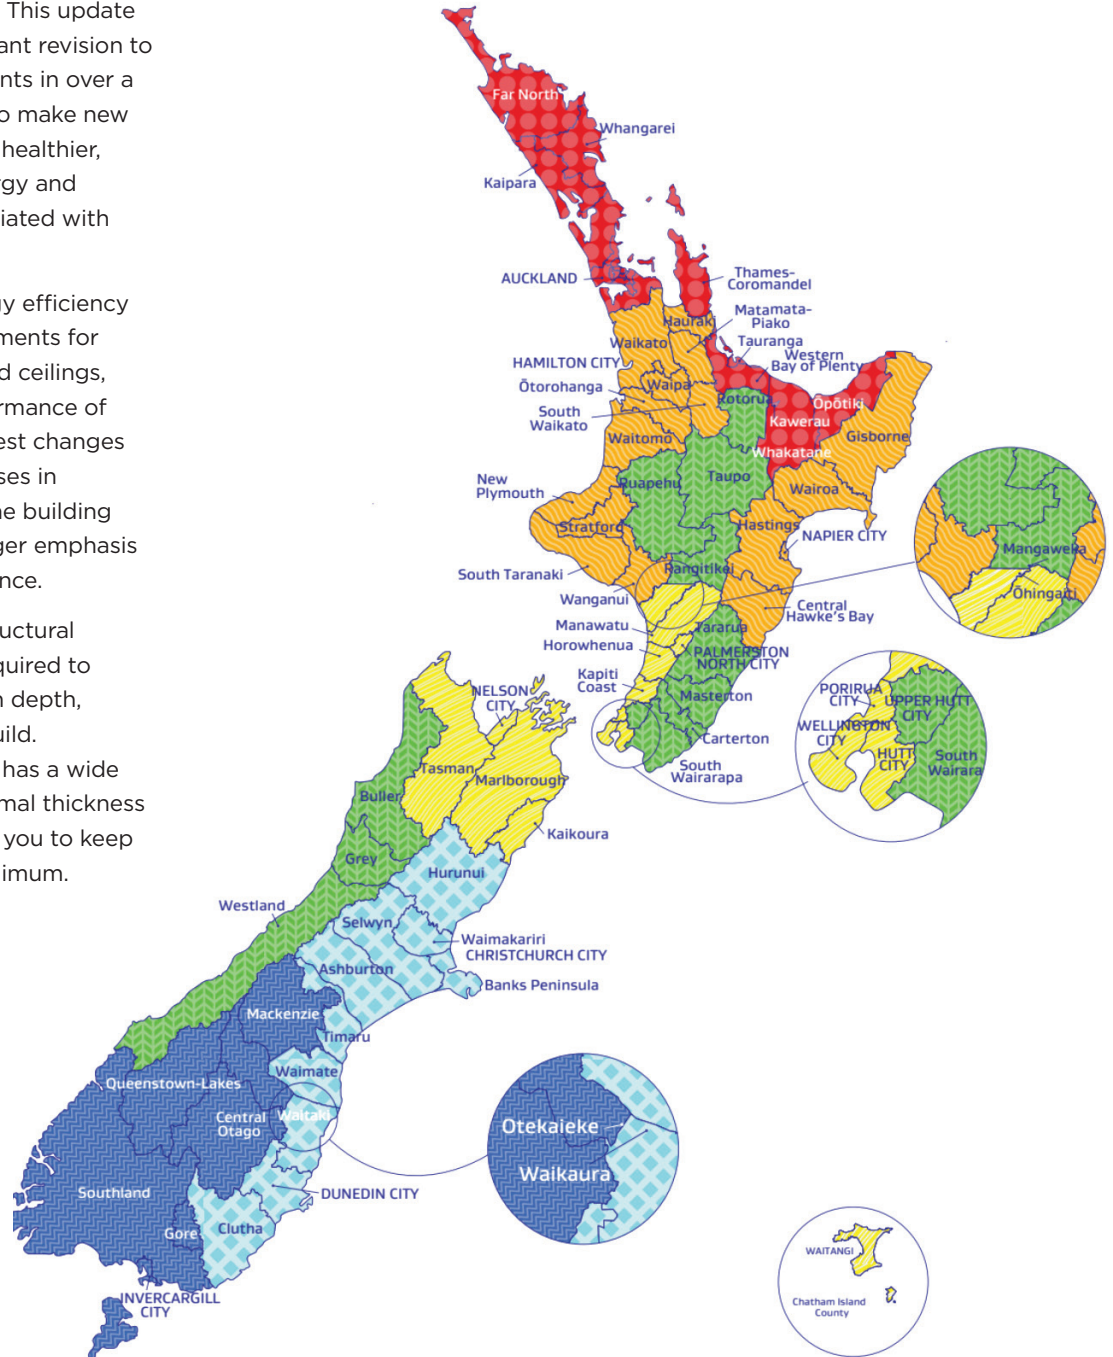 This update
ant revision to
nts in over a
o make new
healthier,
rgy and
iated with
gy efficiency
ments for
d ceilings,
rmance of
est changes
ses in
ne building
ger emphasis
nce.
uctural
quired to
n depth,
uild.
has a wide
mal thickness
you to keep
imum.
Far North
Whangarei
Kaipara
AUCKLAND
Thames-
Coromandel
Hauraki
Matamata-
Piako
Waikato
Tauranga
HAMILTON CITY
Western
Bay of Plenty
Ōtorohanga
Waipa
Rotorua
Ōpōtiki
South
Waikato
Kawerau
Gisborne
Waitomo
Whakatane
New
Plymouth
Ruapehu
Taupo
Wairoa
Stratford
Hastings
NAPIER CITY
Mangaweka
South Taranaki
Rangitikei
Ōhingaiti
Wanganui
Central
Hawke's Bay
Manawatu
Tararua
Horowhenua
PALMERSTON
NORTH CITY
Kapiti
Coast
NELSON
CITY
Masterton
PORIRUA
CITY
UPPER HUTT
CITY
WELLINGTON
CITY
HUTT
CITY
South
Wairara
Carterton
South
Wairarapa
Tasman
Marlborough
Buller
Kaikoura
Grey
Hurunui
Westland
Selwyn
Waimakariri
CHRISTCHURCH CITY
Ashburton
Banks Peninsula
Mackenzie
Timaru
Waimate
Queenstown-Lakes
Central
Otago
Waitaki
Otekaieke
Waikaura
Southland
DUNEDIN CITY
Gore
Clutha
INVERCARGILL
CITY
WAITANGI
Chatham Island
County